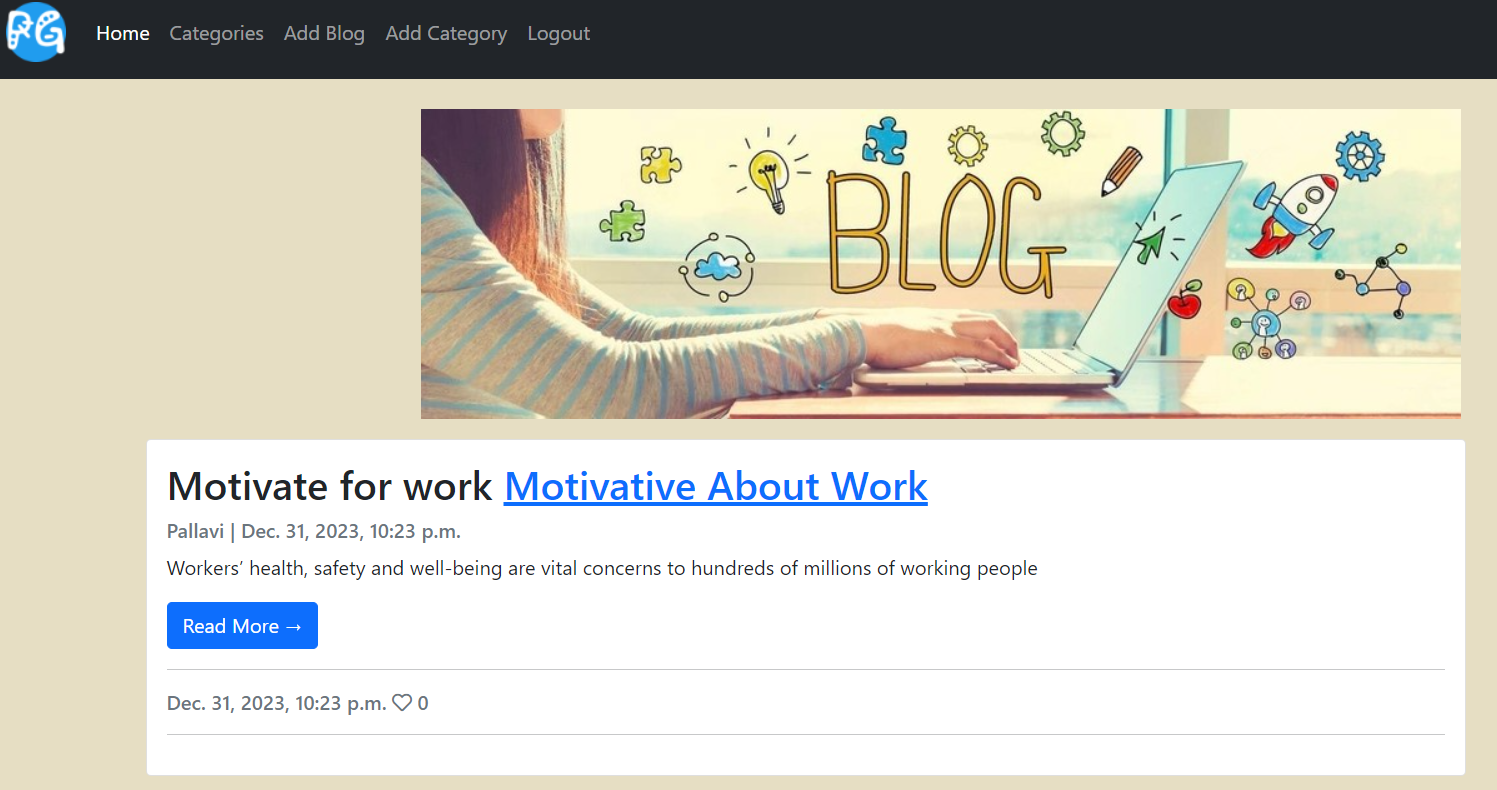 PG
Home Categories Add Blog Add Category Logout
BLOG
Motivate for work Motivative About Work
Pallavi | Dec. 31, 2023, 10:23 p.m.
Workers’ health, safety and well-being are vital concerns to hundreds of millions of working people
Read More →
Dec. 31, 2023, 10:23 p.m. ♡ 0